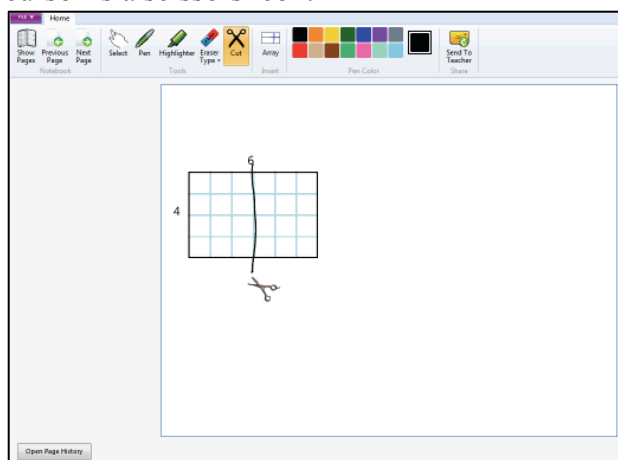 FILE
Home
Show Pages
Previous Page
Next Page
Select
Pen
Highlighter
Eraser Type
Cut
Array
Send To Teacher
Notebook
Tools
Insert
Pen Color
Share
6
4
Open Page History